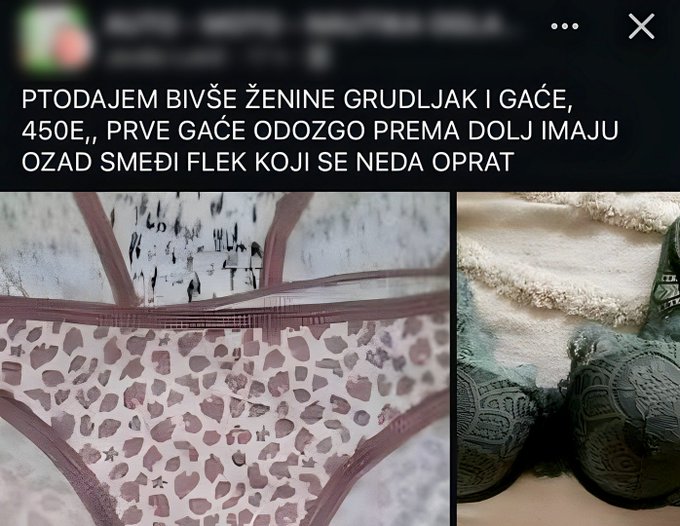 PTODAJEM BIVŠE ŽENINE GRUDLJAK I GAĆE,
450E,, PRVE GAĆE ODOZGO PREMA DOLJ IMAJU
OZAD SMEĐI FLEK KOJI SE NEDA OPRAT